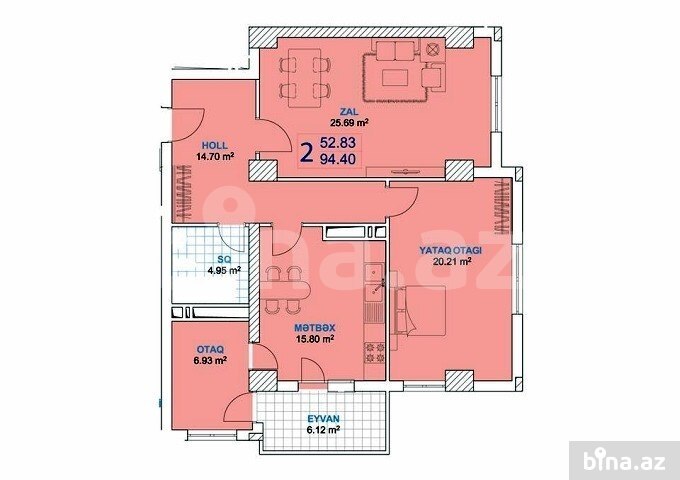 ZAL
25.69 m²
HOLL
14.70 m²
2
52.83
94.40
YATAQ OTAGI
20.21 m²
SQ
4.95 m²
MƏTBƏX
15.80 m²
OTAQ
6.93 m²
EYVAN
6.12 m²
bina.az
bina.az